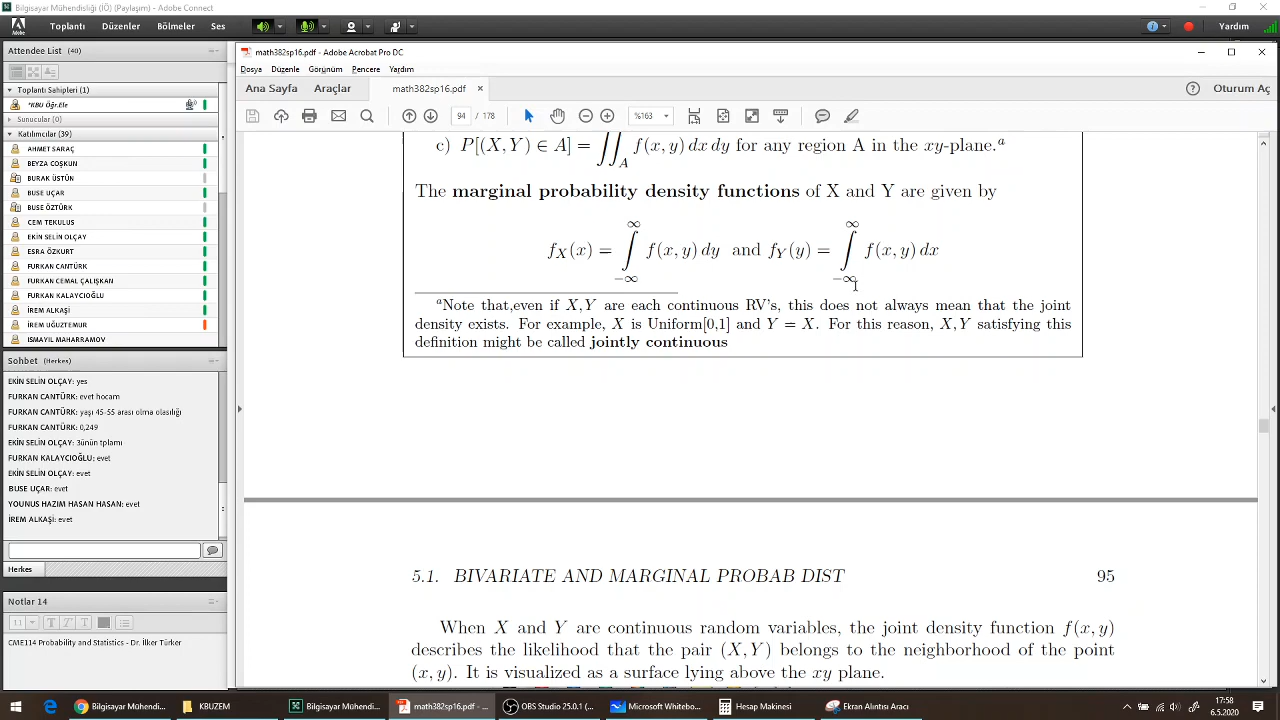 Bilgisayar Mühendisliği (İÖ) (Paylaşım) - Adobe Connect
Toplantı Düzenler Bölmeler Ses Yardım
Attendee List (40)
Toplantı Sahipleri (1)
*KBU Öğr.Ele
Sunucular (0)
Katılımcılar (39)
AHMET SARAÇ
BEYZA COŞKUN
BURAK ÜSTÜN
BUSE UÇAR
BUSE ÖZTÜRK
CEM TEKULUS
EKİN SELİN OLÇAY
ESRA ÖZKURT
FURKAN CANTÜRK
FURKAN CEMAL ÇALIŞKAN
FURKAN KALAYCIOĞLU
İREM ALKAŞİ
İREM UĞUZTEMUR
ISMAYIL MAHARRAMOV
Sohbet (Herkes)
EKİN SELİN OLÇAY: yes
FURKAN CANTÜRK: evet hocam
FURKAN CANTÜRK: yaşı 45-55 arası olma olasılığı
FURKAN CANTÜRK: 0,249
EKİN SELİN OLÇAY: 3ünün tplamı
FURKAN KALAYCIOĞLU: evet
EKİN SELİN OLÇAY: evet
BUSE UÇAR: evet
YOUNUS HAZIM HASAN HASAN: evet
İREM ALKAŞİ: evet
Herkes
Notlar 14
11
CME114 Probability and Statistics - Dr. İlker Türker
math382sp16.pdf - Adobe Acrobat Pro DC
Dosya Düzenle Görünüm Pencere Yardım
Ana Sayfa Araçlar math382sp16.pdf × Oturum Aç
94 / 178 %163
c) P[(X, Y) ∈ A] = ∬_A f(x, y) dx dy for any region A in the xy-plane.ᵃ
The marginal probability density functions of X and Y are given by
f_X(x) = ∫_{−∞}^{∞} f(x, y) dy and f_Y(y) = ∫_{−∞}^{∞} f(x, y) dx
ᵃNote that,even if X,Y are each continuous RV's, this does not always mean that the joint
density exists. For example, X is Uniform[0,1] and Y = X. For this reason, X,Y satisfying this
definition might be called jointly continuous
5.1. BIVARIATE AND MARGINAL PROBAB DIST 95
When X and Y are continuous random variables, the joint density function f(x, y)
describes the likelihood that the pair (X, Y) belongs to the neighborhood of the point
(x, y). It is visualized as a surface lying above the xy plane.
Bilgisayar Mühendi... KBUZEM Bilgisayar Mühendi... math382sp16.pdf - ... OBS Studio 25.0.1 (... Microsoft Whitebo... Hesap Makinesi Ekran Alıntısı Aracı
17:58
6.5.2020